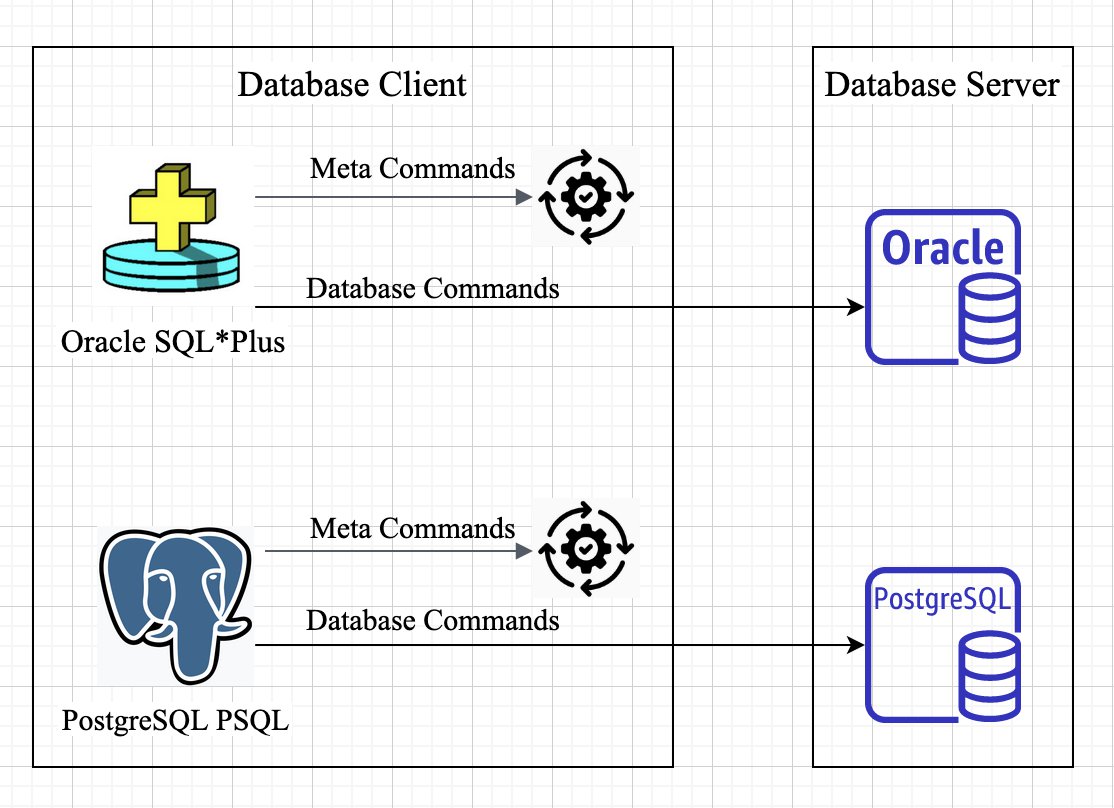 Database Client
Database Server
Meta Commands
Oracle
Database Commands
Oracle SQL*Plus
Meta Commands
PostgreSQL
Database Commands
PostgreSQL PSQL